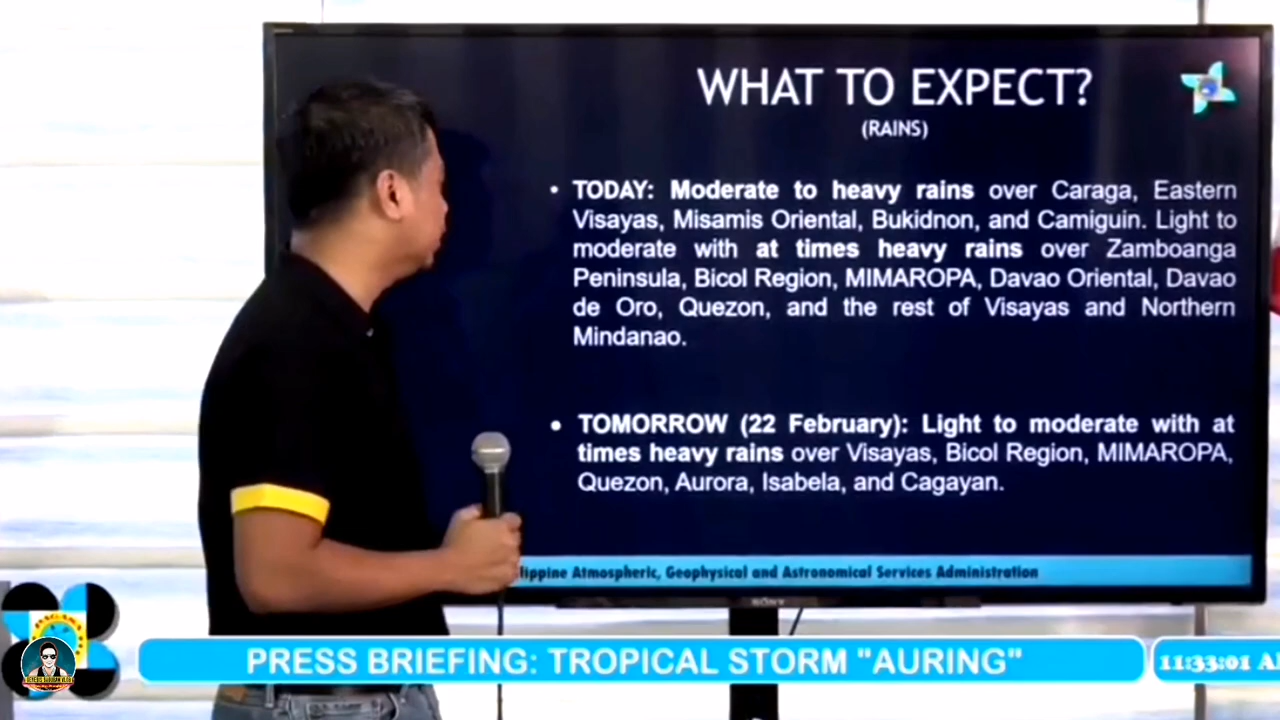 WHAT TO EXPECT?
(RAINS)
• TODAY: Moderate to heavy rains over Caraga, Eastern
Visayas, Misamis Oriental, Bukidnon, and Camiguin. Light to
moderate with at times heavy rains over Zamboanga
Peninsula, Bicol Region, MIMAROPA, Davao Oriental, Davao
de Oro, Quezon, and the rest of Visayas and Northern
Mindanao.
• TOMORROW (22 February): Light to moderate with at
times heavy rains over Visayas, Bicol Region, MIMAROPA,
Quezon, Aurora, Isabela, and Cagayan.
lippine Atmospheric, Geophysical and Astronomical Services Administration
SONY
PRESS BRIEFING: TROPICAL STORM "AURING"
11:33:01 A